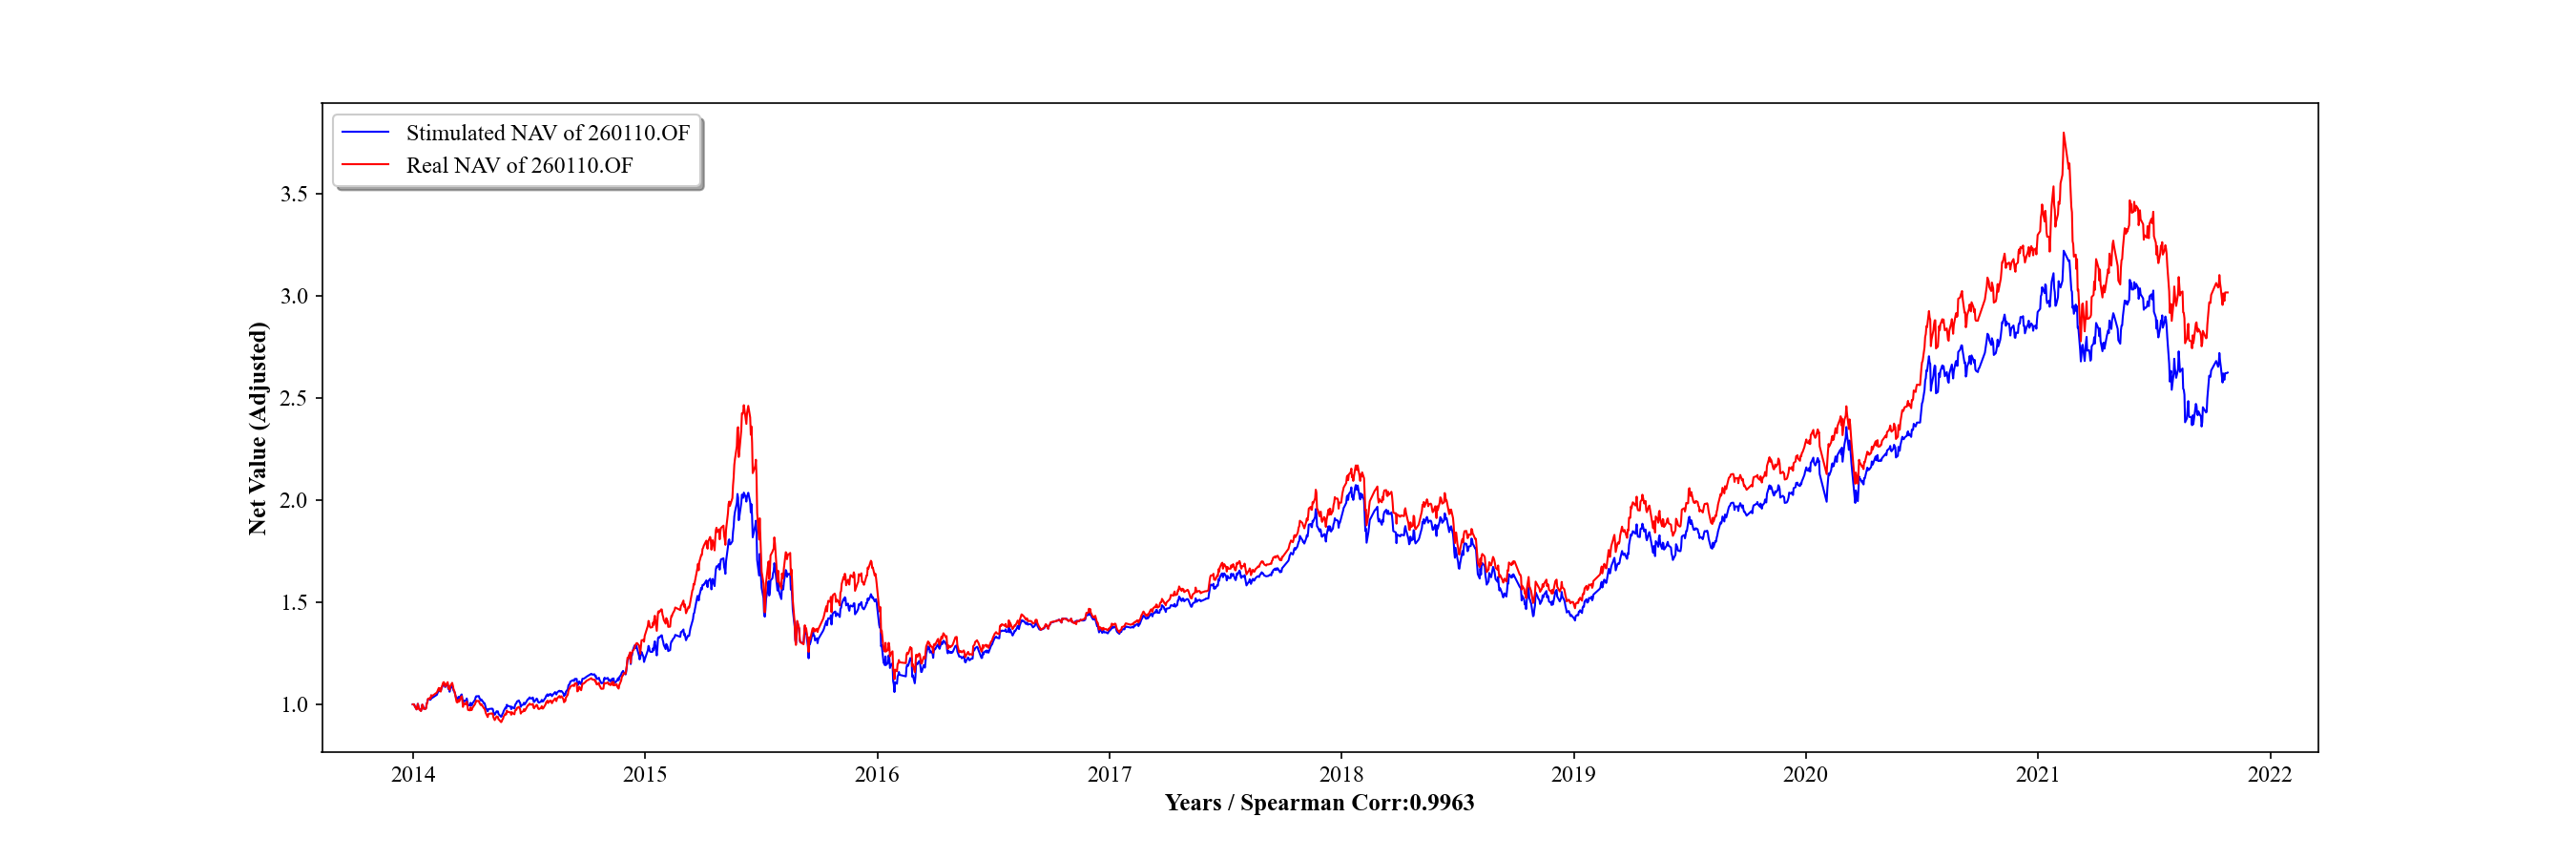 Stimulated NAV of 260110.OF
Real NAV of 260110.OF
3.5
3.0
2.5
2.0
1.5
1.0
Net Value (Adjusted)
2014 2015 2016 2017 2018 2019 2020 2021 2022
Years / Spearman Corr:0.9963